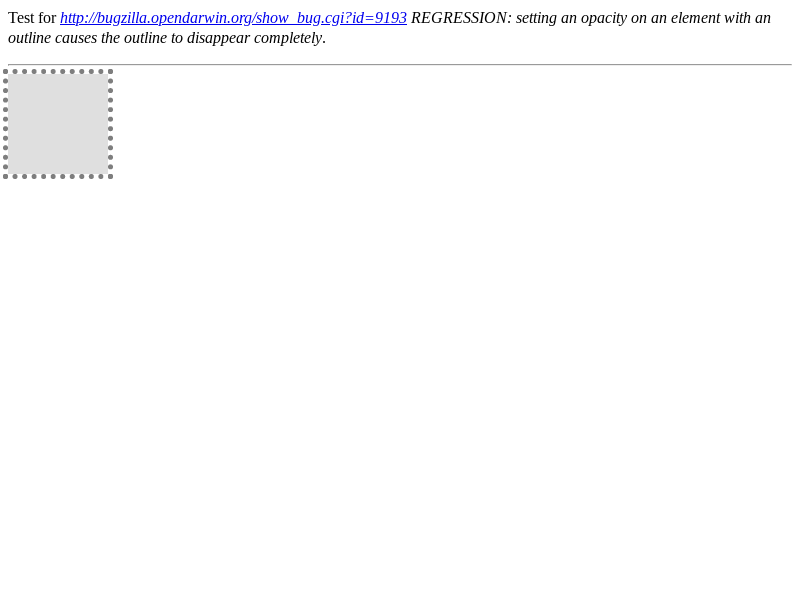 Test for http://bugzilla.opendarwin.org/show_bug.cgi?id=9193 REGRESSION: setting an opacity on an element with an
outline causes the outline to disappear completely.